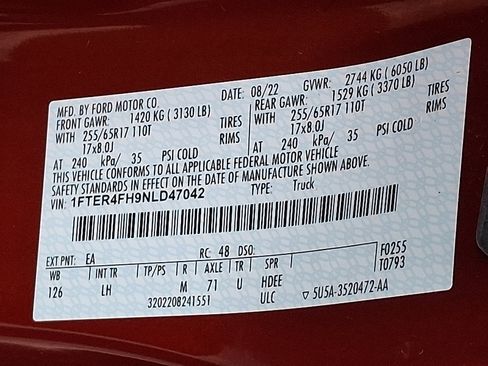 MFD. BY FORD MOTOR CO. DATE: 08/22 GVWR: 2744 KG (6050 LB)
FRONT GAWR: 1420 KG (3130 LB) REAR GAWR: 1529 KG (3370 LB)
WITH 255/65R17 110T TIRES WITH 255/65R17 110T TIRES
17x8.0J RIMS 17x8.0J RIMS
AT 240 kPa/ 35 PSI COLD AT 240 kPa/ 35 PSI COLD
THIS VEHICLE CONFORMS TO ALL APPLICABLE FEDERAL MOTOR VEHICLE
SAFETY STANDARDS IN EFFECT ON THE DATE OF MANUFACTURE SHOWN ABOVE.
VIN: 1FTER4FH9NLD47042 TYPE: Truck
EXT PNT: EA RC: 48 DSO: F0255
WB INT TR TP/PS R AXLE TR SPR T0793
126 LH M 71 U HDEE
3202208241551 ULC ▽ 5U5A-3520472-AA